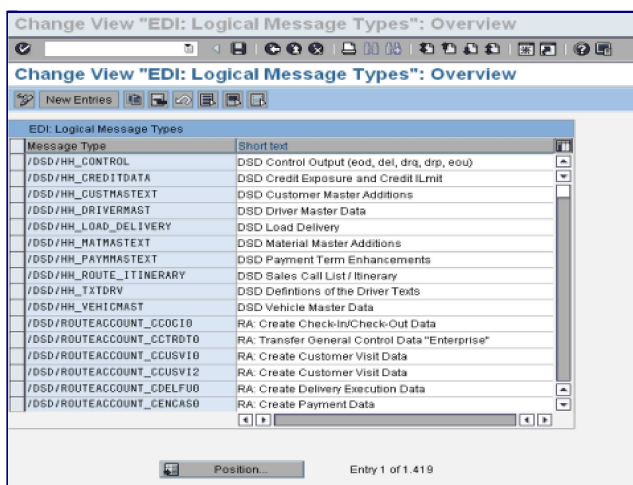 Change View "EDI: Logical Message Types": Overview
Change View "EDI: Logical Message Types": Overview
New Entries
EDI: Logical Message Types
Message Type Short text
/DSD/HH_CONTROL DSD Control Output (eod, del, drq, drp, eou)
/DSD/HH_CREDITDATA DSD Credit Exposure and Credit lLmit
/DSD/HH_CUSTMASTEXT DSD Customer Master Additions
/DSD/HH_DRIVERMAST DSD Driver Master Data
/DSD/HH_LOAD_DELIVERY DSD Load Delivery
/DSD/HH_MATMASTEXT DSD Material Master Additions
/DSD/HH_PAYMMASTEXT DSD Payment Term Enhancements
/DSD/HH_ROUTE_ITINERARY DSD Sales Call List / Itinerary
/DSD/HH_TXTDRV DSD Defintions of the Driver Texts
/DSD/HH_VEHICMAST DSD Vehicle Master Data
/DSD/ROUTEACCOUNT_CCOCI0 RA: Create Check-In/Check-Out Data
/DSD/ROUTEACCOUNT_CCTRDT0 RA: Transfer General Control Data "Enterprise"
/DSD/ROUTEACCOUNT_CCUSVI0 RA: Create Customer Visit Data
/DSD/ROUTEACCOUNT_CCUSVI2 RA: Create Customer Visit Data
/DSD/ROUTEACCOUNT_CDELFU0 RA: Create Delivery Execution Data
/DSD/ROUTEACCOUNT_CENCAS0 RA: Create Payment Data
Position... Entry 1 of 1.419